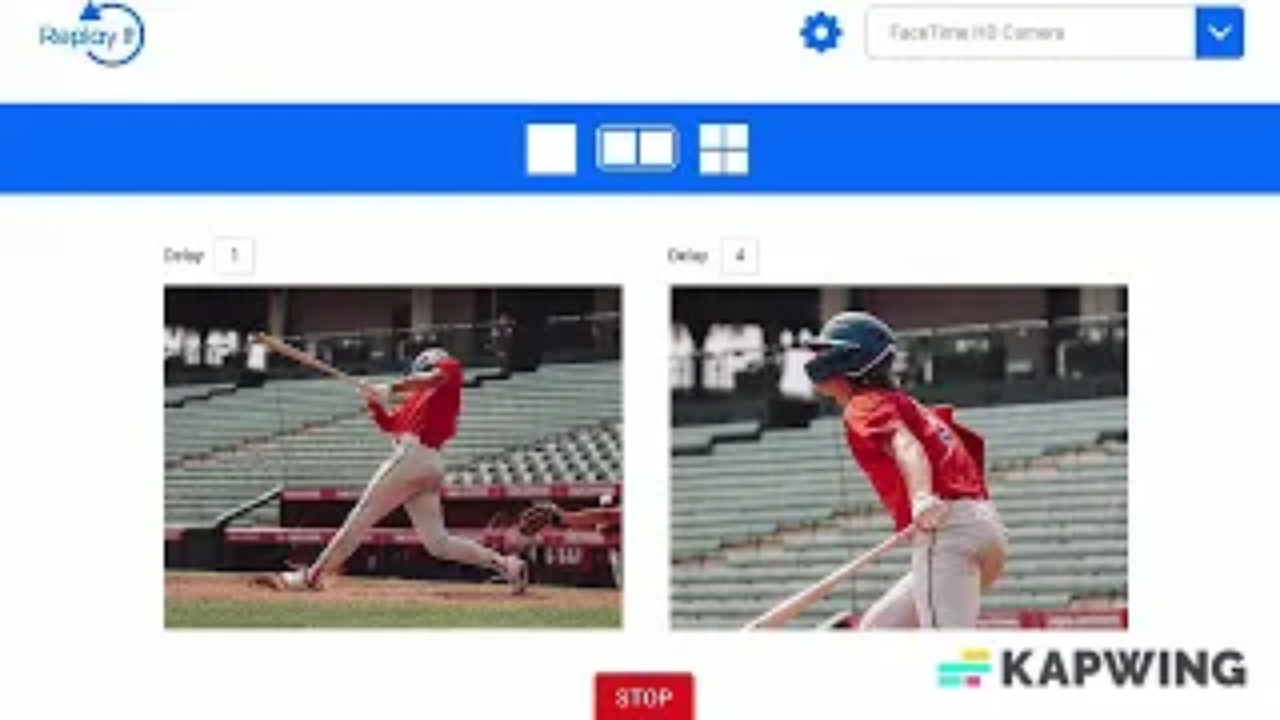 Replay It
FaceTime HD Camera
Delay 1
Delay 4
STOP
KAPWING